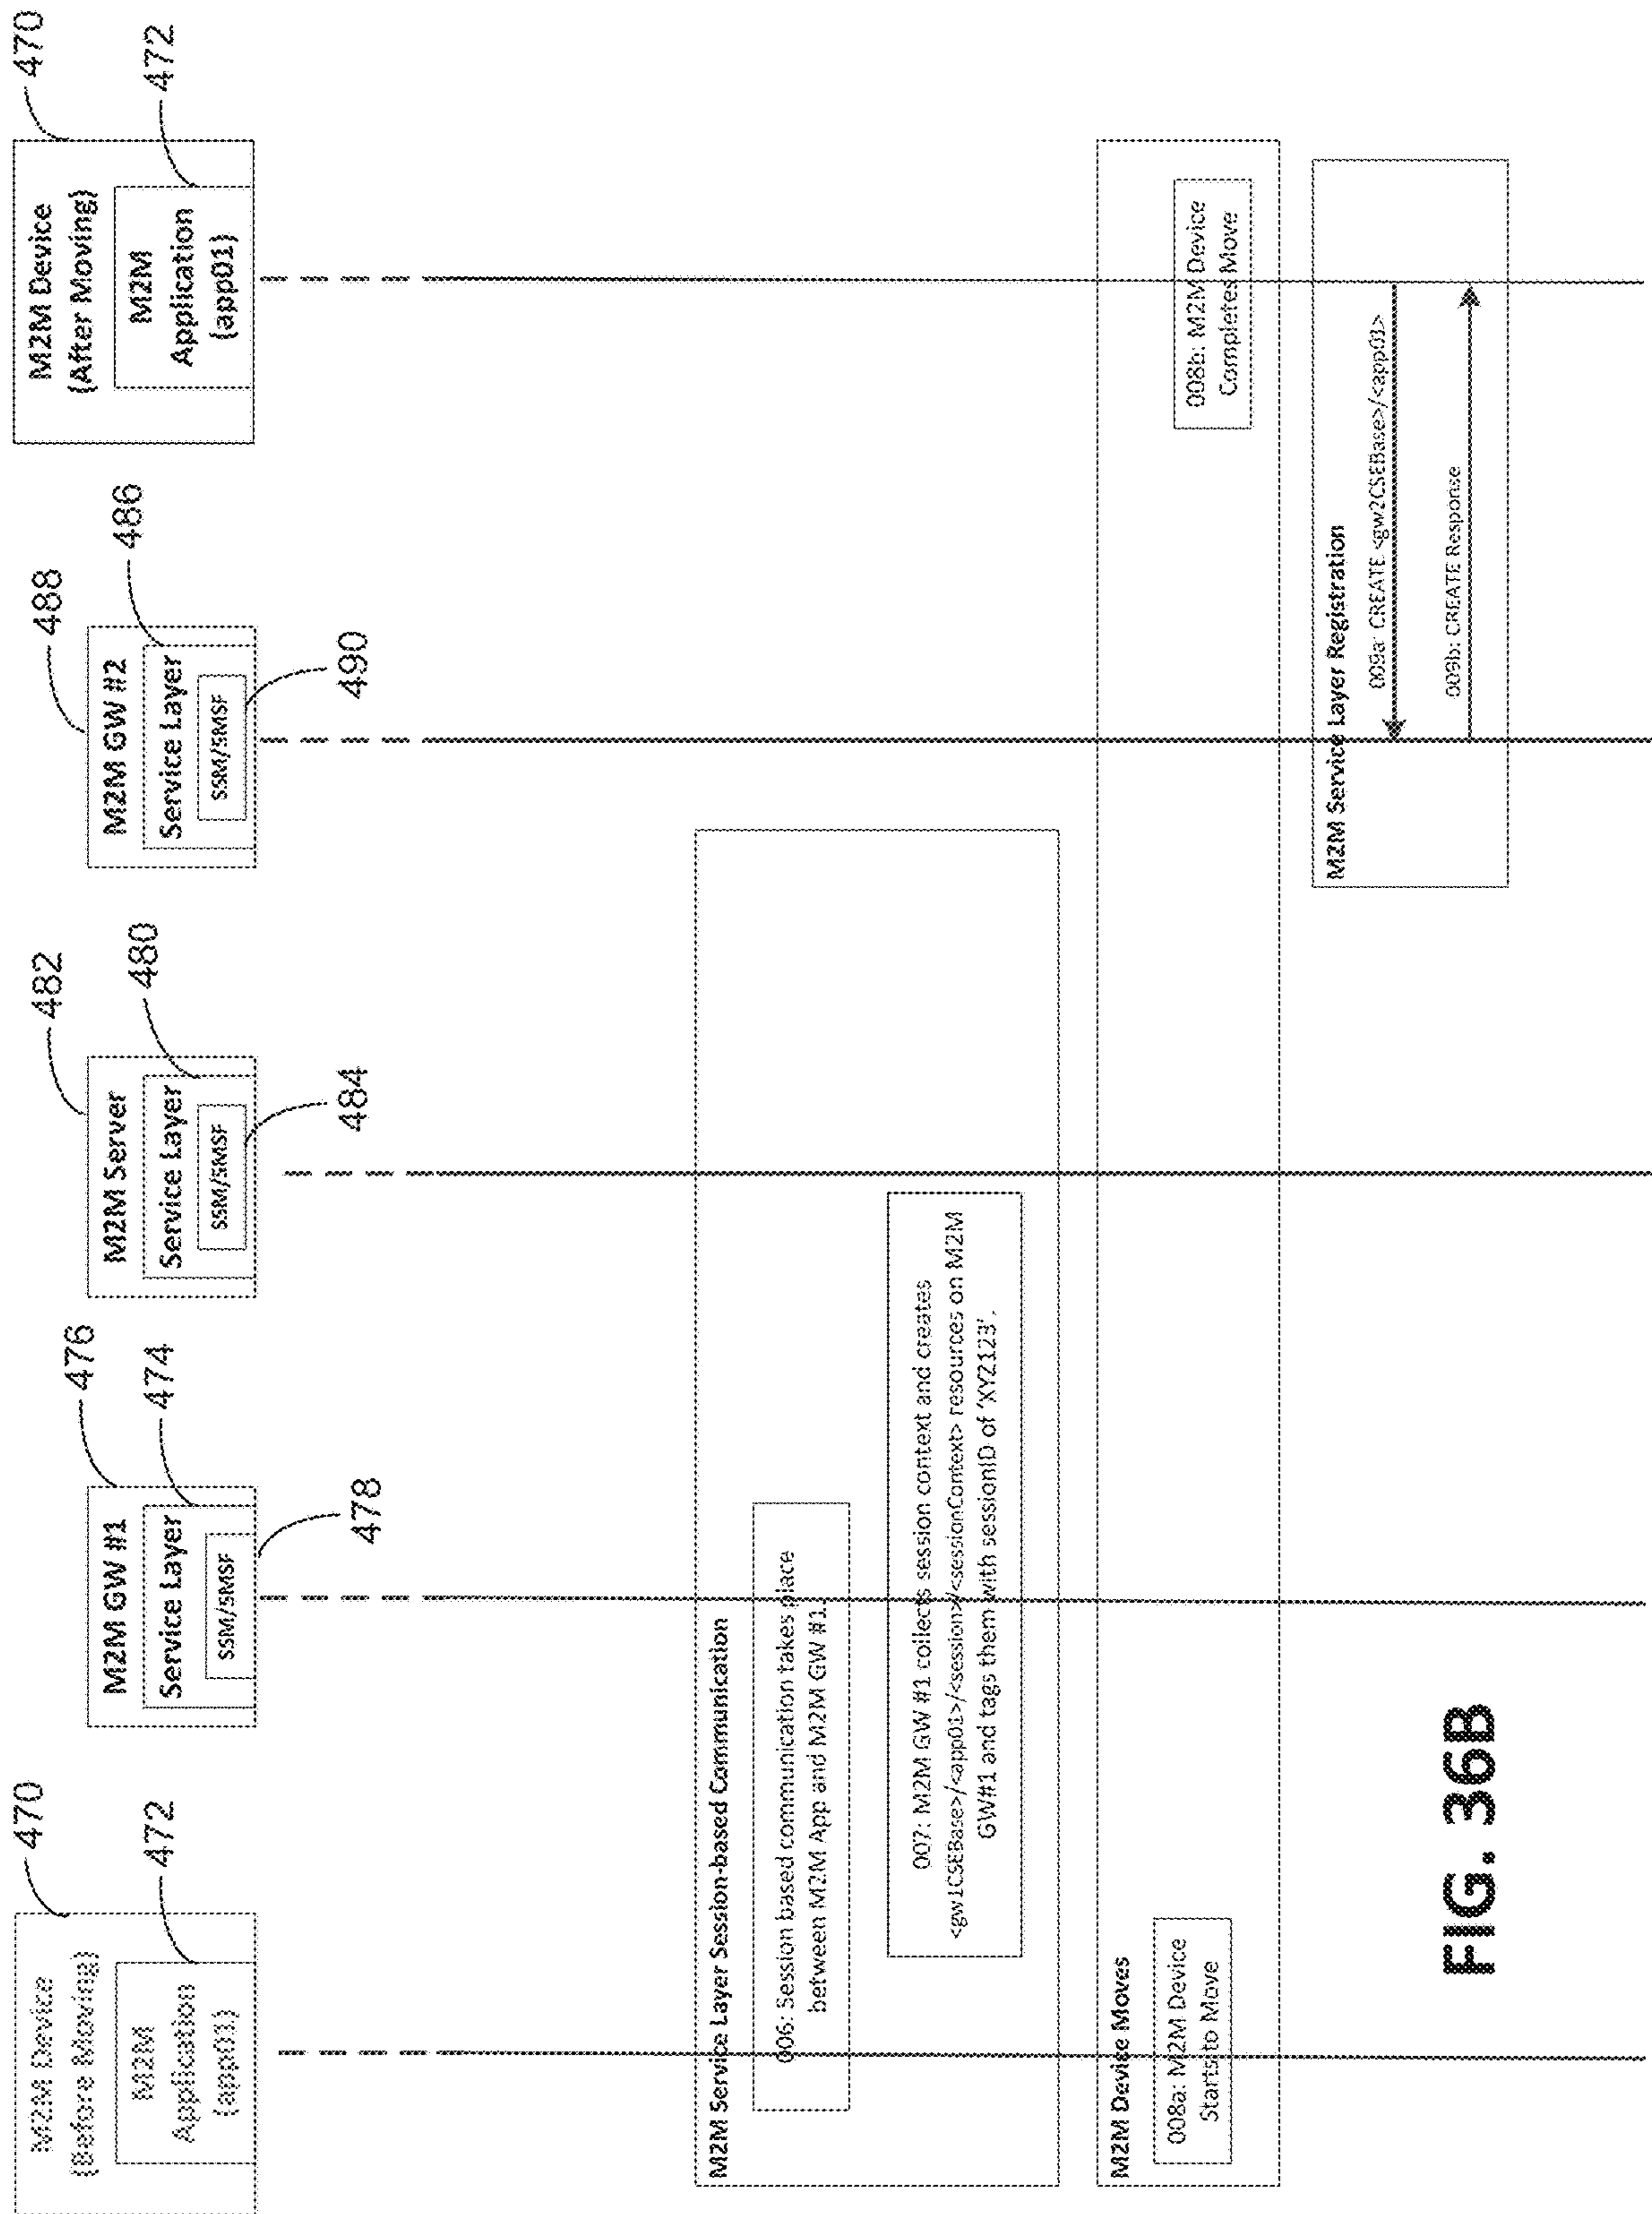 470
M2M Device
(Before Moving)
472
M2M
Application
(app01)
476
M2M GW #1
474
Service Layer
SSM/SMSF
478
482
M2M Server
480
Service Layer
SSM/SMSF
484
488
M2M GW #2
486
Service Layer
SSM/SMSF
490
470
M2M Device
(After Moving)
472
M2M
Application
(app01)
M2M Service Layer Session-based Communication
006: Session based communication takes place
between M2M App and M2M GW #1.
007: M2M GW #1 collects session context and creates
<gw1CSEBase>/<app01>/<session>/<sessionContext> resources on M2M
GW#1 and tags them with sessionID of 'XYZ123'.
M2M Device Moves
008a: M2M Device
Starts to Move
008b: M2M Device
Completes Move
M2M Service Layer Registration
009a: CREATE <gw2CSEBase>/<app01>
009b: CREATE Response
FIG. 36B